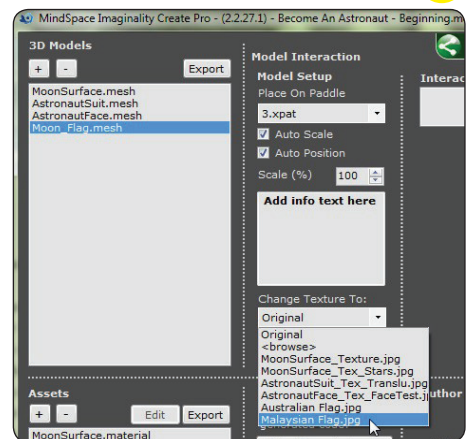 MindSpace Imaginality Create Pro - (2.2.27.1) - Become An Astronaut - Beginning.m
3D Models
+ - Export
MoonSurface.mesh
AstronautSuit.mesh
AstronautFace.mesh
Moon_Flag.mesh
Assets
+ - Edit Export
MoonSurface.material
Model Interaction
Model Setup
Place On Paddle
3.xpat
Auto Scale
Auto Position
Scale (%) 100
Add info text here
Change Texture To:
Original
Original
<browse>
MoonSurface_Texture.jpg
MoonSurface_Tex_Stars.jpg
AstronautSuit_Tex_Translu.jpg
AstronautFace_Tex_FaceTest.jpg
Australian Flag.jpg
Malaysian Flag.jpg
Interac
uthor